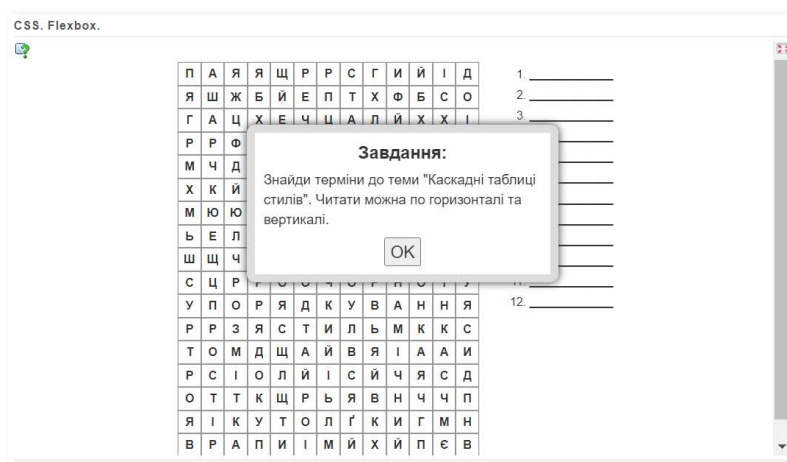 CSS. Flexbox.
П А Я Я Щ Р Р С Г И Й І Д
1.
Я Ш Ж Б Й Е П Т Х Ф Б С О
2.
Г А Ц Х Е Ч Ц А Л Й Х Х І
3.
Р Р Ф
М Ч Д
Х К Й
М Ю Ю
Ь Е Л
Ш Щ Ч
Завдання:
Знайди терміни до теми "Каскадні таблиці
стилів". Читати можна по горизонталі та
вертикалі.
OK
С Ц Р
11.
У П О Р Я Д К У В А Н Н Я
12.
Р Р З Я С Т И Л Ь М К К С
Т О М Д Щ А Й В Я І А А И
Р С І О Л Й І С Й Ч Я С Д
О Т Т К Щ Р Ь Я В Н Ч Ч П
Я І К У Т О Л Ґ К И Г М Н
В Р А П И І М Й Х Й П Є В